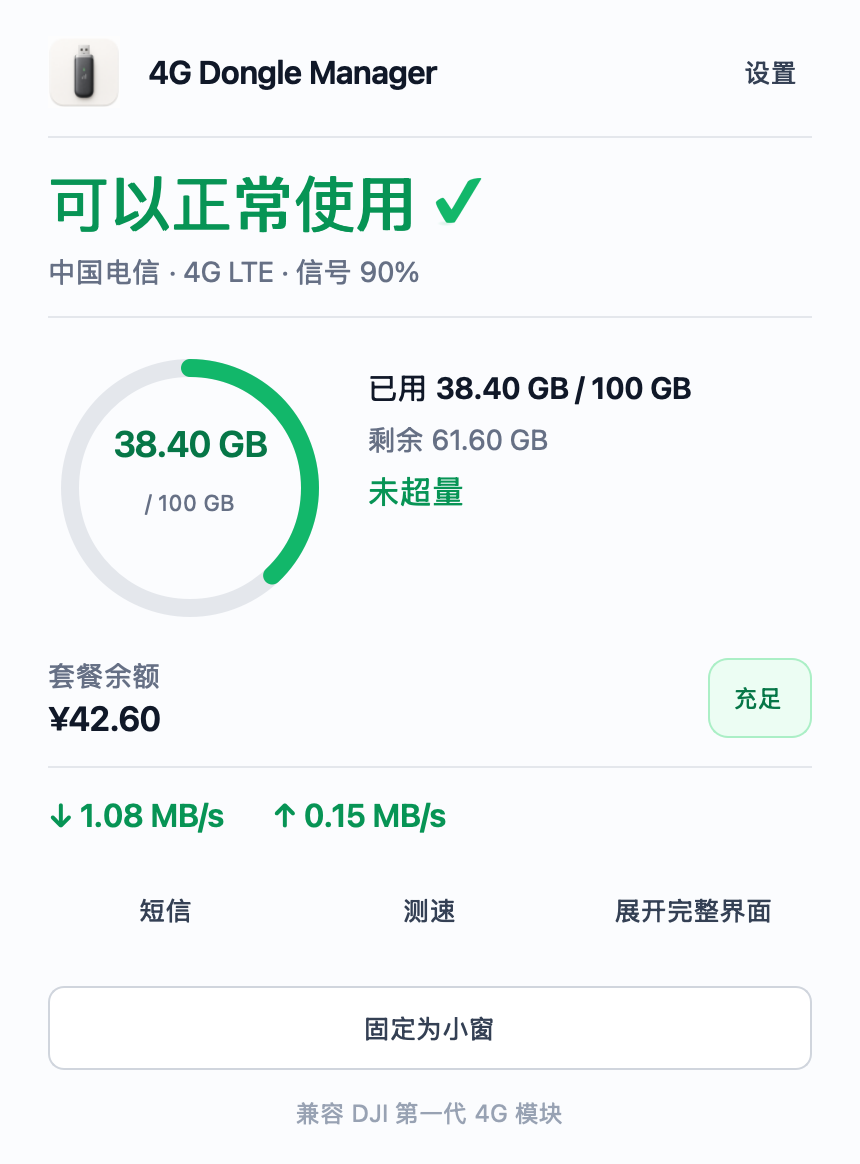 4G Dongle Manager
设置
可以正常使用 ✓
中国电信 · 4G LTE · 信号 90%
38.40 GB
/ 100 GB
已用 38.40 GB / 100 GB
剩余 61.60 GB
未超量
套餐余额
¥42.60
充足
↓ 1.08 MB/s ↑ 0.15 MB/s
短信 测速 展开完整界面
固定为小窗
兼容 DJI 第一代 4G 模块